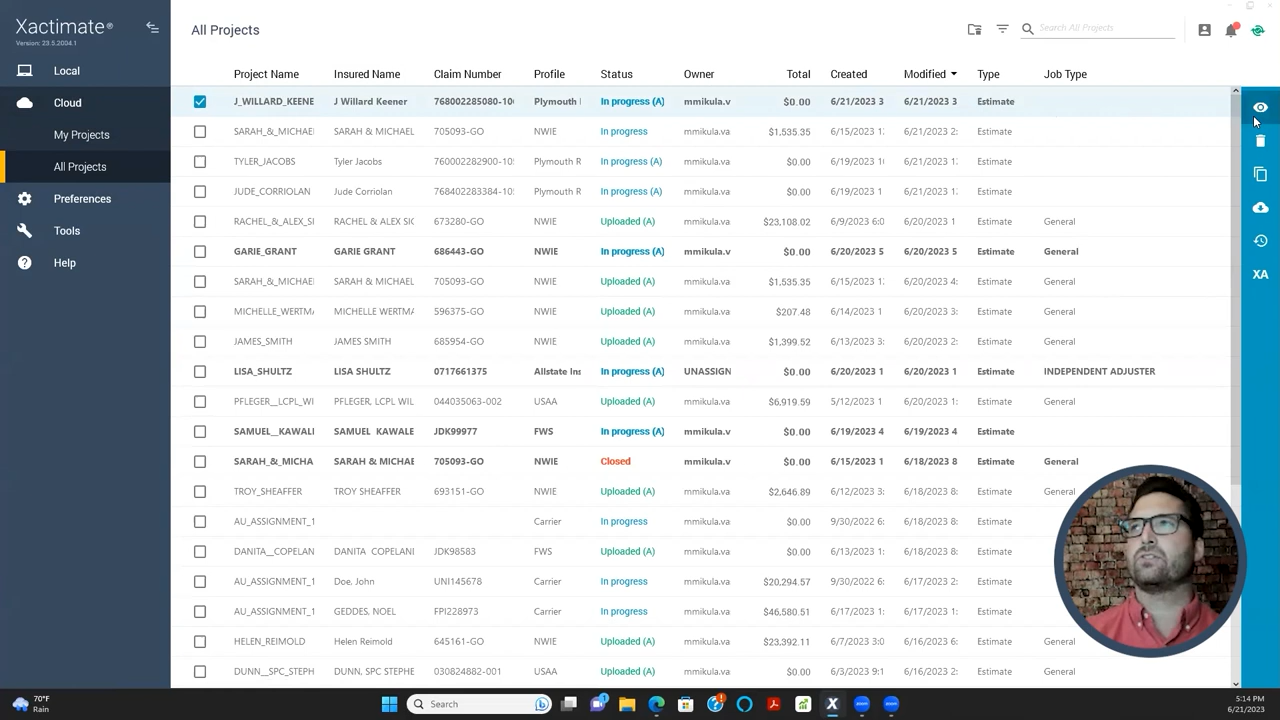 Xactimate®
Version: 23.5.2004.1
Local
Cloud
My Projects
All Projects
Preferences
Tools
Help
All Projects
Search All Projects
Project Name Insured Name Claim Number Profile Status Owner Total Created Modified Type Job Type
J_WILLARD_KEENE J Willard Keener 768002285080-10 Plymouth In progress (A) mmikula.v $0.00 6/21/2023 3 6/21/2023 3 Estimate
SARAH_&_MICHAEL SARAH & MICHAEL 705093-GO NWIE In progress mmikula.va $1,535.35 6/15/2023 1 6/21/2023 2: Estimate
TYLER_JACOBS Tyler Jacobs 760002282900-10 Plymouth R In progress (A) mmikula.va $0.00 6/19/2023 1 6/21/2023 1 Estimate
JUDE_CORRIOLAN Jude Corriolan 768402283384-10 Plymouth R In progress (A) mmikula.va $0.00 6/19/2023 1 6/21/2023 1 Estimate
RACHEL_&_ALEX_SI RACHEL & ALEX SIC 673280-GO NWIE Uploaded (A) mmikula.va $23,108.02 6/9/2023 6:0 6/20/2023 1 Estimate General
GARIE_GRANT GARIE GRANT 686443-GO NWIE In progress (A) mmikula.v $0.00 6/20/2023 5 6/20/2023 5 Estimate General
SARAH_&_MICHAEL SARAH & MICHAEL 705093-GO NWIE Uploaded (A) mmikula.va $1,535.35 6/15/2023 1 6/20/2023 4: Estimate General
MICHELLE_WERTM MICHELLE WERTMA 596375-GO NWIE Uploaded (A) mmikula.va $207.48 6/14/2023 1 6/20/2023 3: Estimate General
JAMES_SMITH JAMES SMITH 685954-GO NWIE Uploaded (A) mmikula.va $1,399.52 6/13/2023 3: 6/20/2023 2: Estimate General
LISA_SHULTZ LISA SHULTZ 0717661375 Allstate Ins In progress (A) UNASSIGN $0.00 6/20/2023 1 6/20/2023 1 Estimate INDEPENDENT ADJUSTER
PFLEGER__LCPL_WI PFLEGER, LCPL WIL 044035063-002 USAA Uploaded (A) mmikula.va $6,919.59 5/12/2023 1 6/20/2023 1: Estimate General
SAMUEL__KAWALI SAMUEL KAWALE JDK99977 FWS In progress (A) mmikula.v $0.00 6/19/2023 4 6/19/2023 4 Estimate
SARAH_&_MICHA SARAH & MICHAE 705093-GO NWIE Closed mmikula.v $0.00 6/15/2023 1 6/18/2023 8 Estimate General
TROY_SHEAFFER TROY SHEAFFER 693151-GO NWIE Uploaded (A) mmikula.va $2,646.89 6/12/2023 3: 6/18/2023 8: Estimate General
AU_ASSIGNMENT_1 Carrier In progress mmikula.va $0.00 9/30/2022 6: 6/18/2023 8: Estimate
DANITA__COPELAN DANITA COPELAN JDK98583 FWS Uploaded (A) mmikula.va $0.00 6/13/2023 1: 6/18/2023 8: Estimate
AU_ASSIGNMENT_1 Doe, John UNI145678 Carrier In progress mmikula.va $20,294.57 9/30/2022 6: 6/17/2023 2: Estimate
AU_ASSIGNMENT_1 GEDDES, NOEL FPI228973 Carrier In progress mmikula.va $46,580.51 6/17/2023 1: 6/17/2023 1: Estimate
HELEN_REIMOLD Helen Reimold 645161-GO NWIE Uploaded (A) mmikula.va $23,392.11 6/7/2023 3:0 6/16/2023 6: Estimate General
DUNN__SPC_STEPH DUNN, SPC STEPHE 030824882-001 USAA Uploaded (A) mmikula.va $0.00 6/3/2023 9:1 6/16/2023 2: Estimate General
XA
70°F
Rain
Search
5:14 PM
6/21/2023